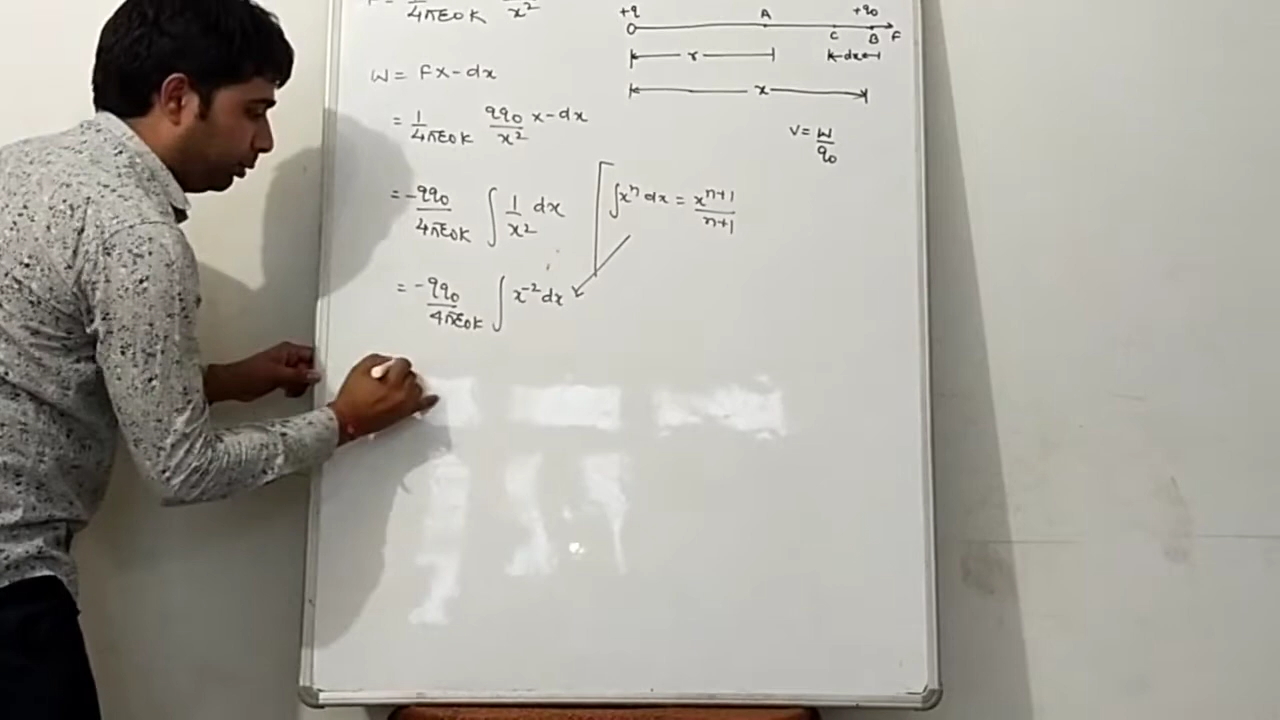 4πε0K x²
W = F x - dx
= 1/4πε0K qq0/x² x - dx
= -qq0/4πε0K ∫ 1/x² dx
= -qq0/4πε0K ∫ x⁻² dx
∫xⁿ dx = xⁿ⁺¹/n+1
+q A +q0
O C B F
r dx
x
V = W/q0